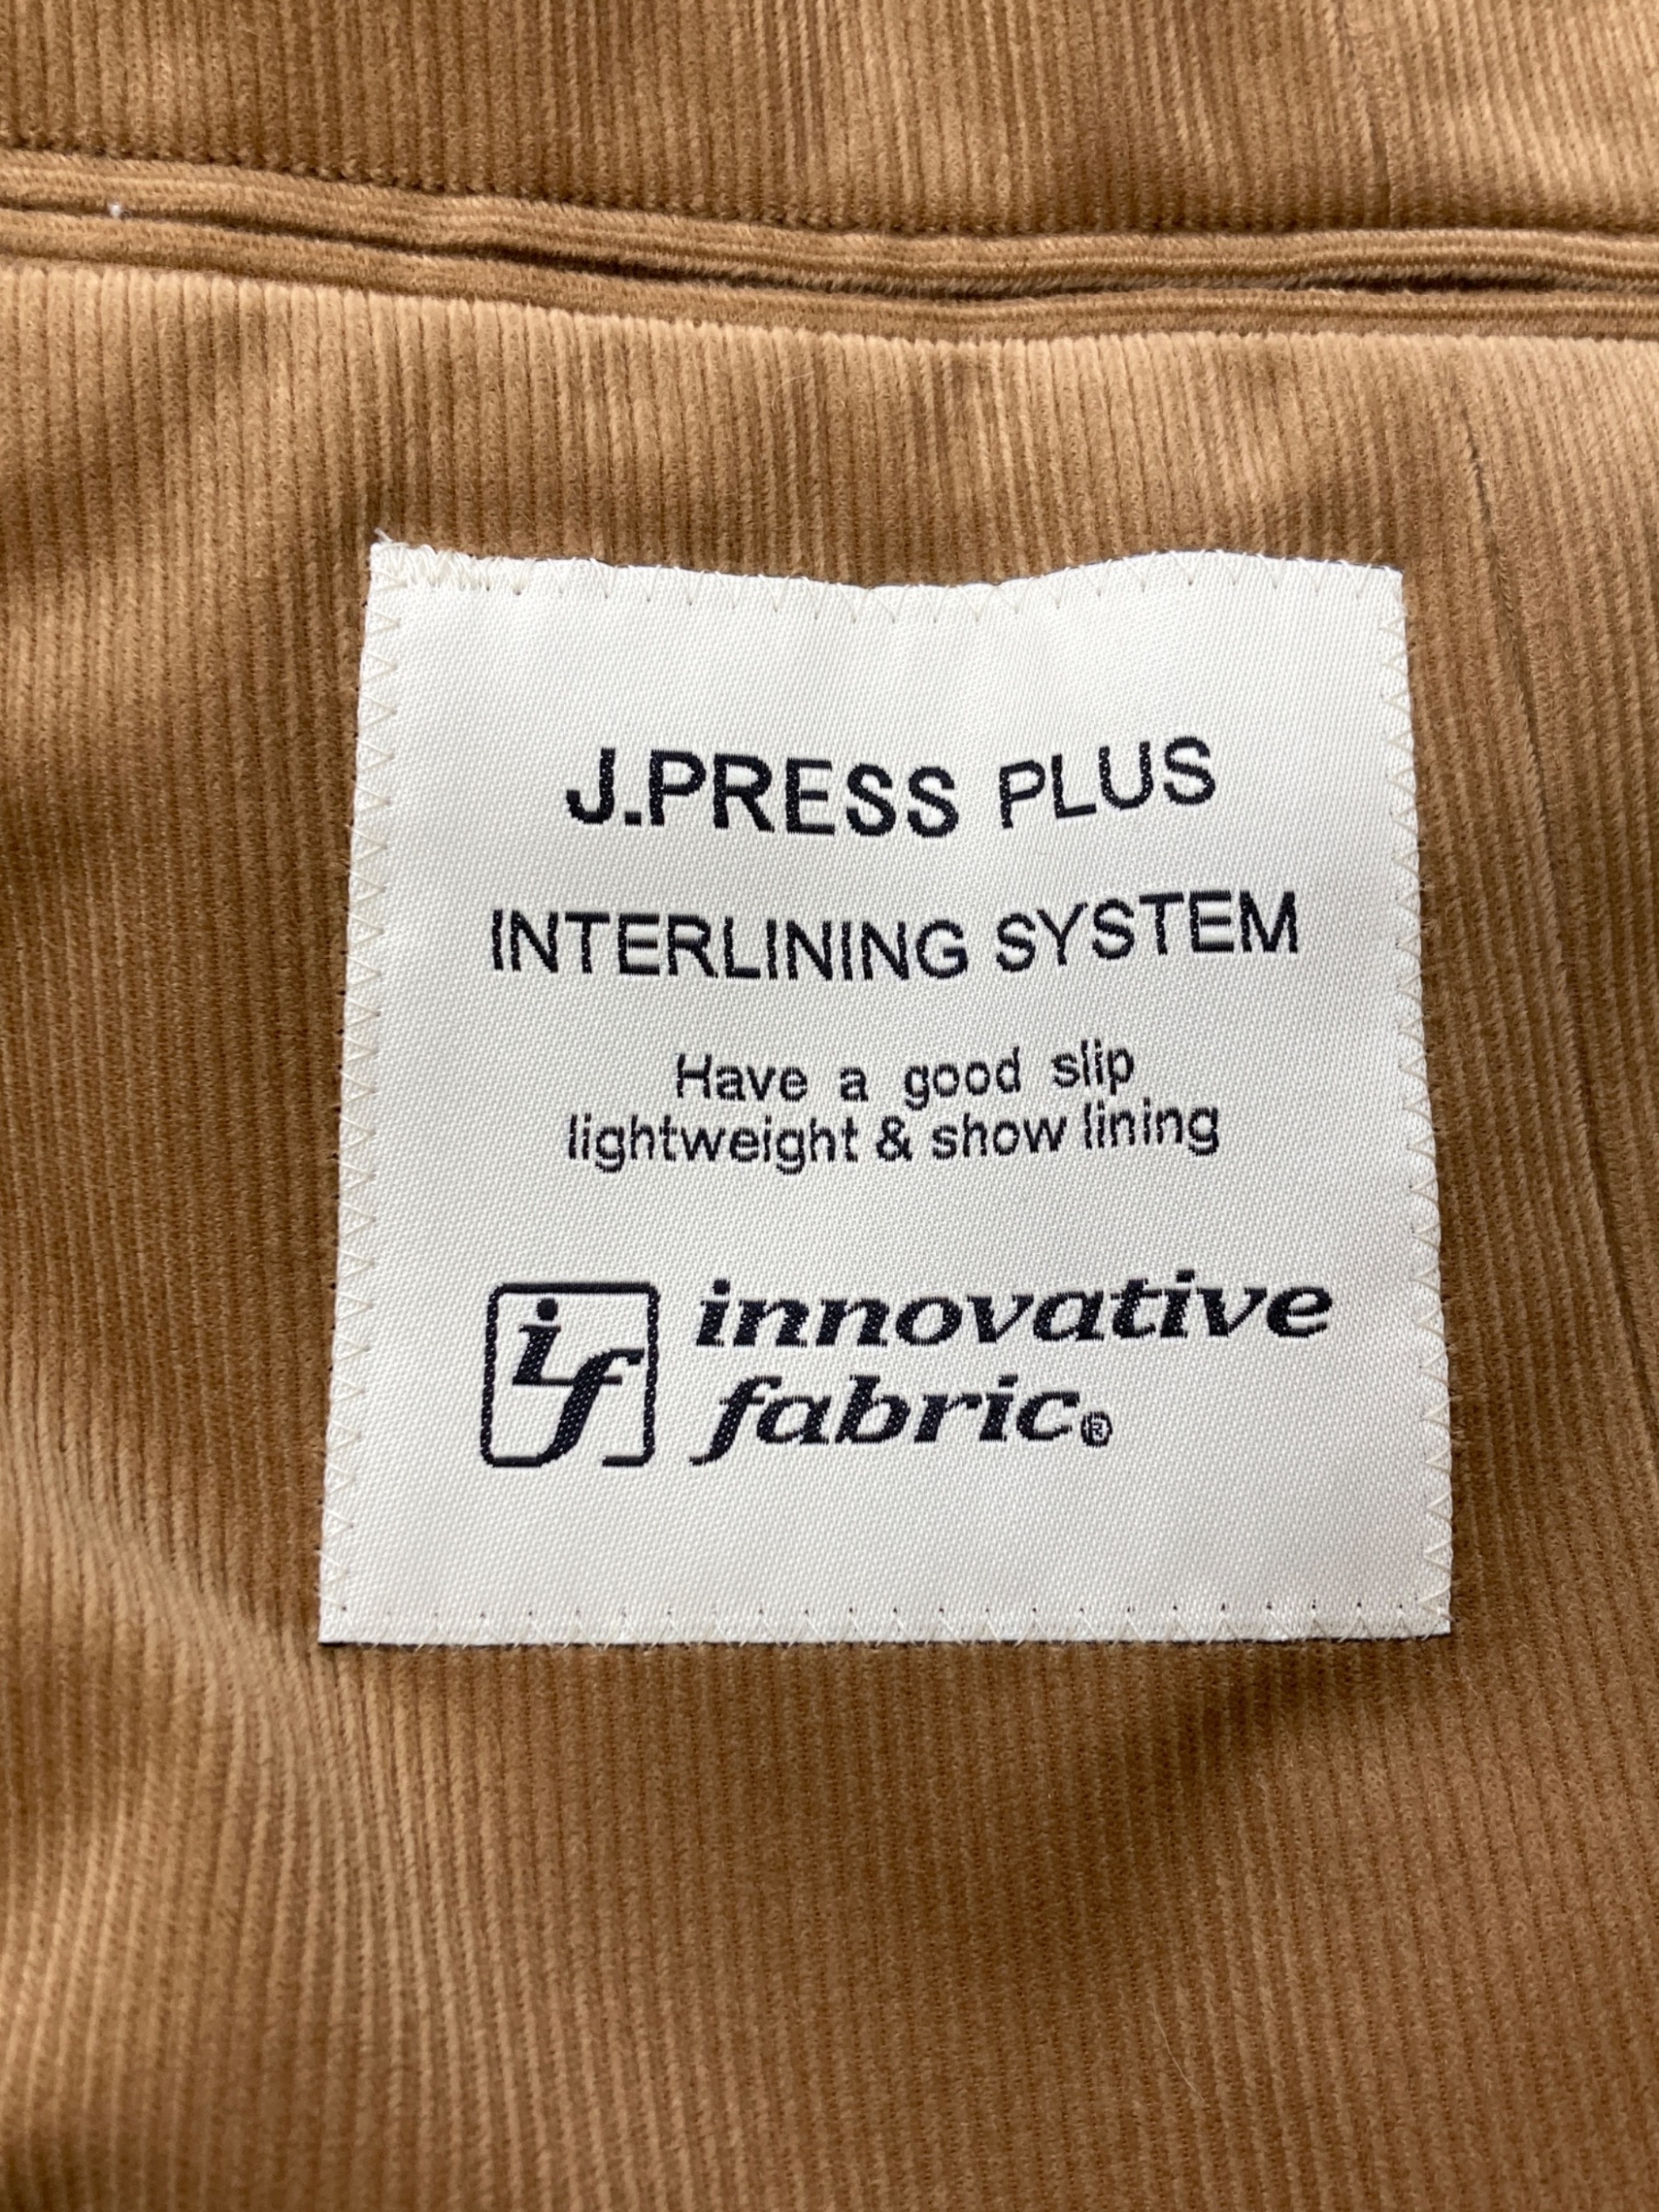 J.PRESS PLUS
INTERLINING SYSTEM
Have a good slip
lightweight & show lining
if innovative
fabric®